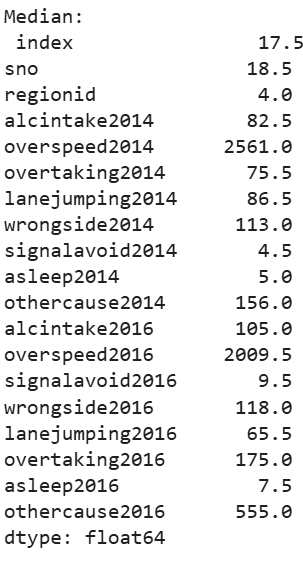 Median:
 index                 17.5
sno                   18.5
regionid               4.0
alcintake2014         82.5
overspeed2014       2561.0
overtaking2014        75.5
lanejumping2014       86.5
wrongside2014        113.0
signalavoid2014        4.5
asleep2014             5.0
othercause2014       156.0
alcintake2016        105.0
overspeed2016       2009.5
signalavoid2016        9.5
wrongside2016        118.0
lanejumping2016       65.5
overtaking2016       175.0
asleep2016             7.5
othercause2016       555.0
dtype: float64